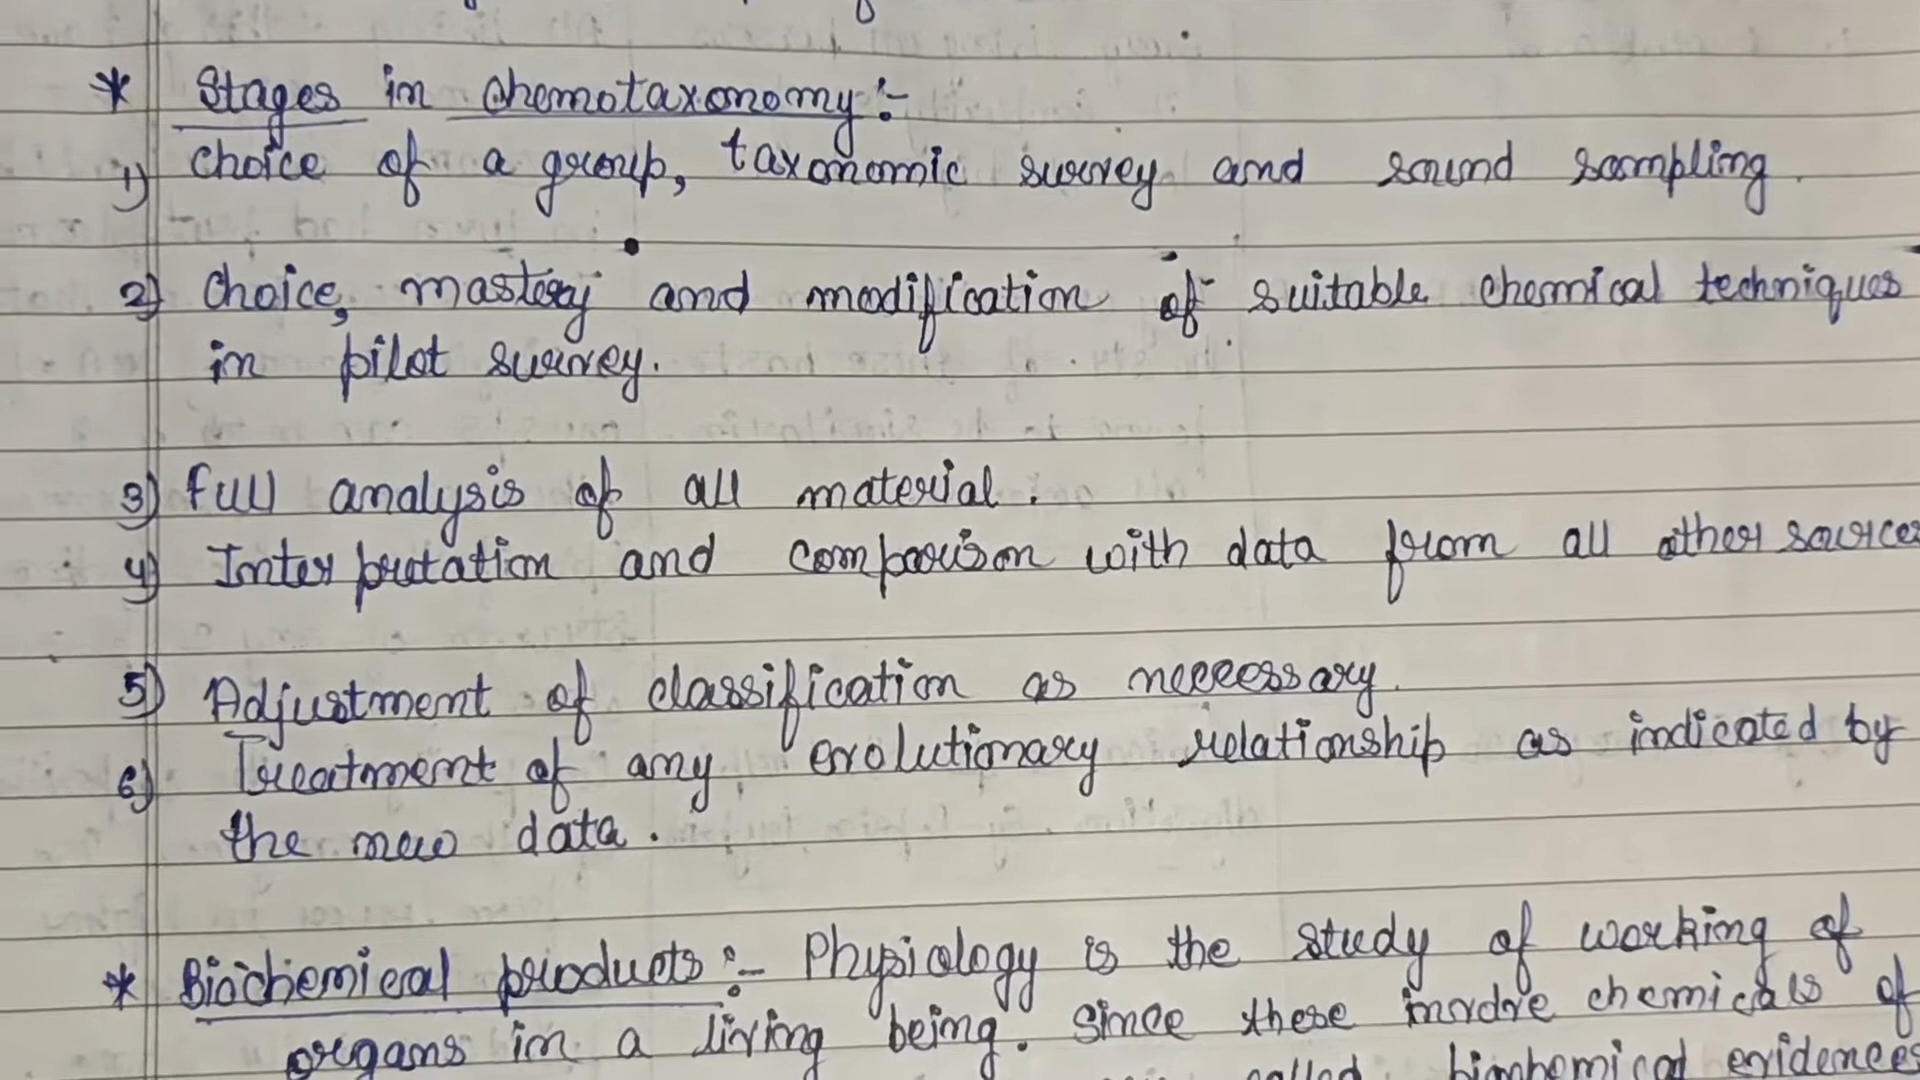 * Stages in chemotaxonomy :-
1) choice of a group, taxonomic survey and sound sampling.
2) choice, mastery and modification of suitable chemical techniques
in pilot survey.
3) full analysis of all material.
4) Interpretation and comparison with data from all other sources
5) Adjustment of classification as necessary.
6) Treatment of any evolutionary relationship as indicated by
the new data.
* Biochemical products :- Physiology is the study of working of
organs in a living being. Since these involve chemicals of
called biochemical evidences